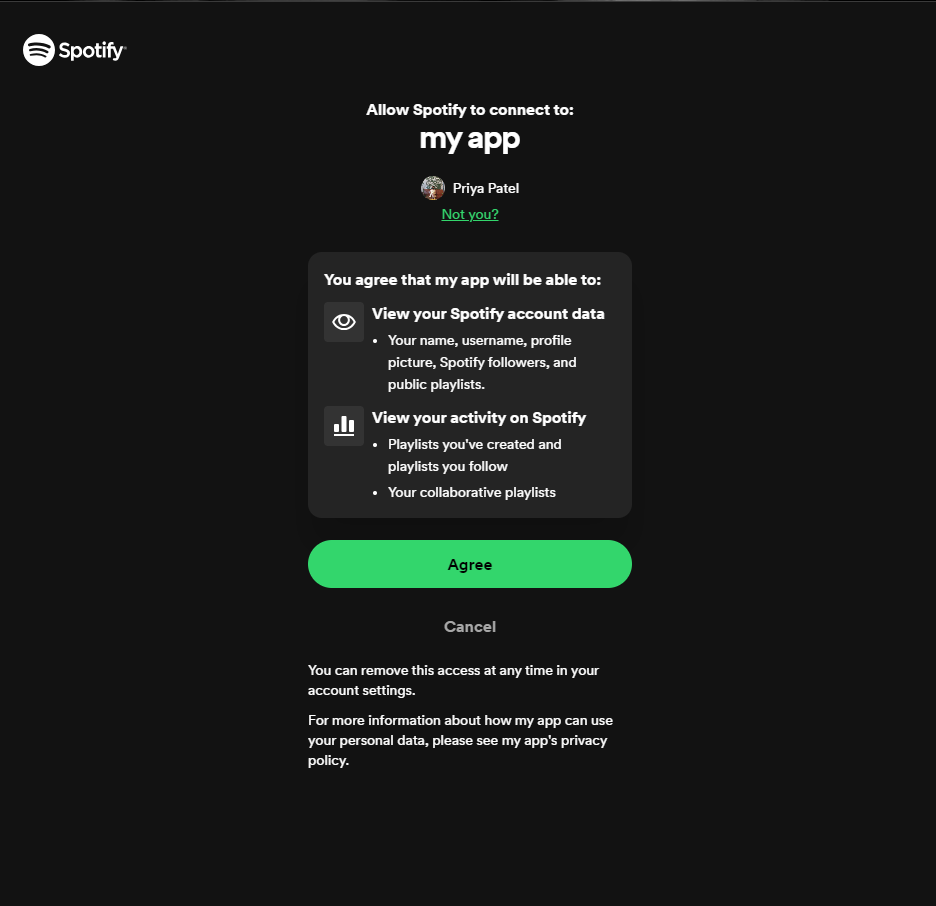 Spotify
Allow Spotify to connect to:
my app
Priya Patel
Not you?
You agree that my app will be able to:
View your Spotify account data
• Your name, username, profile
picture, Spotify followers, and
public playlists.
View your activity on Spotify
• Playlists you've created and
playlists you follow
• Your collaborative playlists
Agree
Cancel
You can remove this access at any time in your
account settings.
For more information about how my app can use
your personal data, please see my app's privacy
policy.